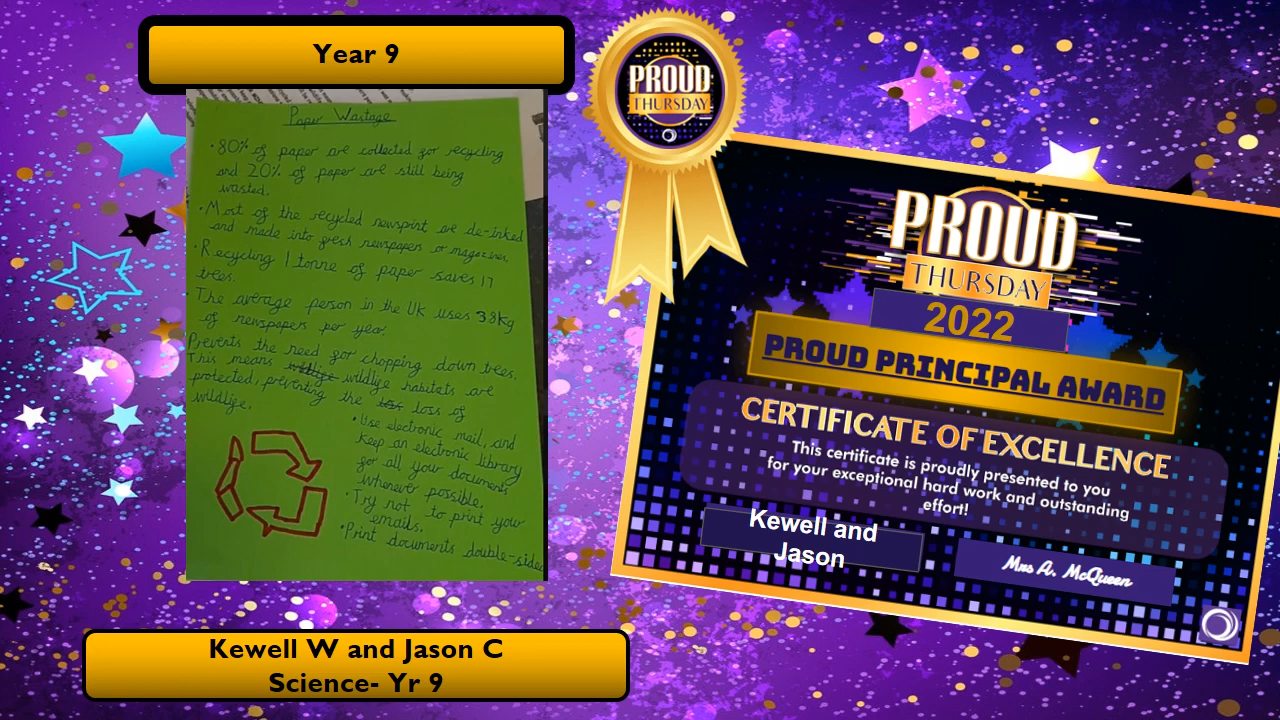 Year 9
Paper Wastage
• 80% of paper are collected for recycling
and 20% of paper are still being
wasted.
• Most of the recycled newsprint are de-inked
and made into fresh newspapers or magazines.
• Recycling 1 tonne of paper saves 17
trees.
• The average person in the UK uses 38kg
of newspapers per year.
Prevents the need for chopping down trees.
This means wildlife habitats are
protected, preventing the loss of
wildlife.
• Use electronic mail, and
keep an electronic library
for all your documents
whenever possible.
• Try not to print your
emails.
• Print documents double-sided
Kewell W and Jason C
Science- Yr 9
PROUD
THURSDAY
PROUD
THURSDAY
2022
PROUD PRINCIPAL AWARD
CERTIFICATE OF EXCELLENCE
This certificate is proudly presented to you
for your exceptional hard work and outstanding
effort!
Kewell and
Jason
Mrs A. McQueen